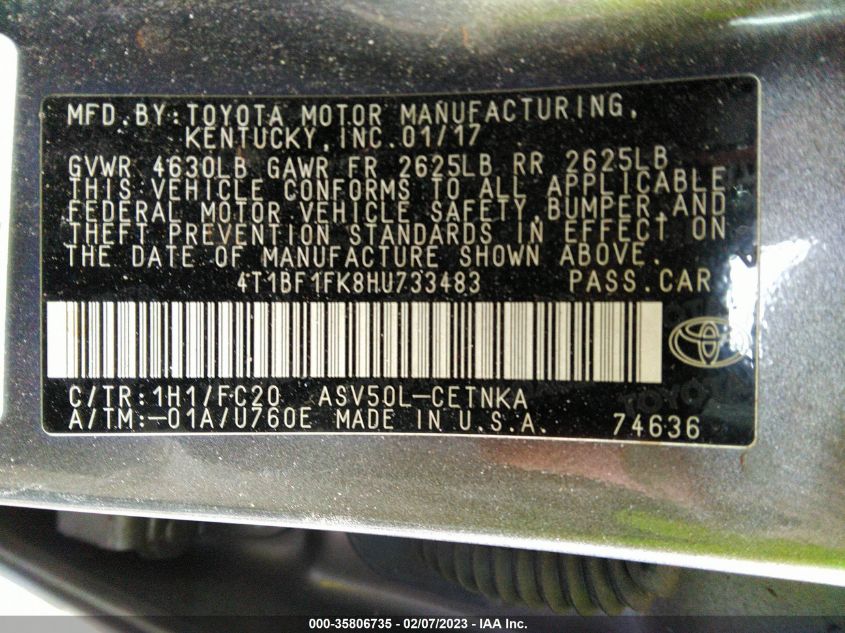 MFD. BY: TOYOTA MOTOR MANUFACTURING,
KENTUCKY, INC. 01/17
GVWR 4630LB GAWR FR 2625LB RR 2625LB
THIS VEHICLE CONFORMS TO ALL APPLICABLE
FEDERAL MOTOR VEHICLE SAFETY, BUMPER, AND
THEFT PREVENTION STANDARDS IN EFFECT ON
THE DATE OF MANUFACTURE SHOWN ABOVE.
4T1BF1FK8HU733483 PASS. CAR
TOYOTA
C/TR: 1H1/FC20 ASV50L-CETNKA
A/TM: -01A/U760E MADE IN U.S.A. 74636
000-35806735 - 02/07/2023 - IAA Inc.